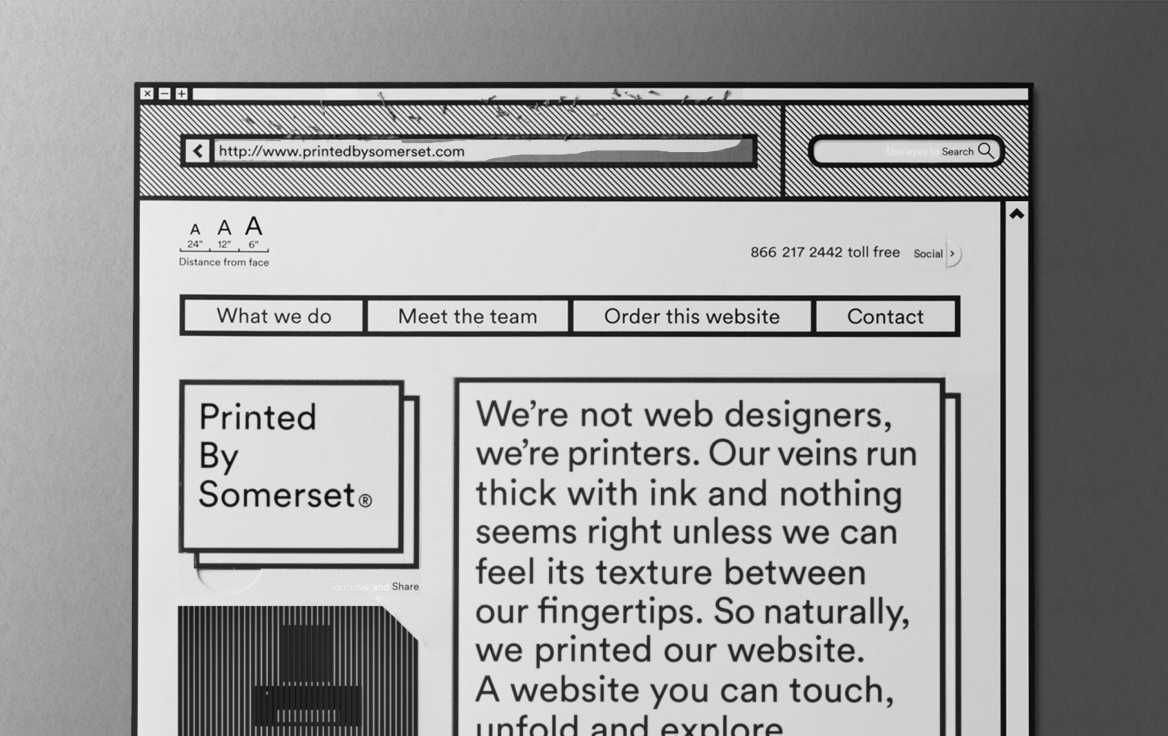 http://www.printedbysomerset.com
Search
A A A
24" 12" 6"
Distance from face
866 217 2442 toll free
Social
What we do
Meet the team
Order this website
Contact
Printed
By
Somerset®
Share
We're not web designers,
we're printers. Our veins run
thick with ink and nothing
seems right unless we can
feel its texture between
our fingertips. So naturally,
we printed our website.
A website you can touch,
unfold and explore